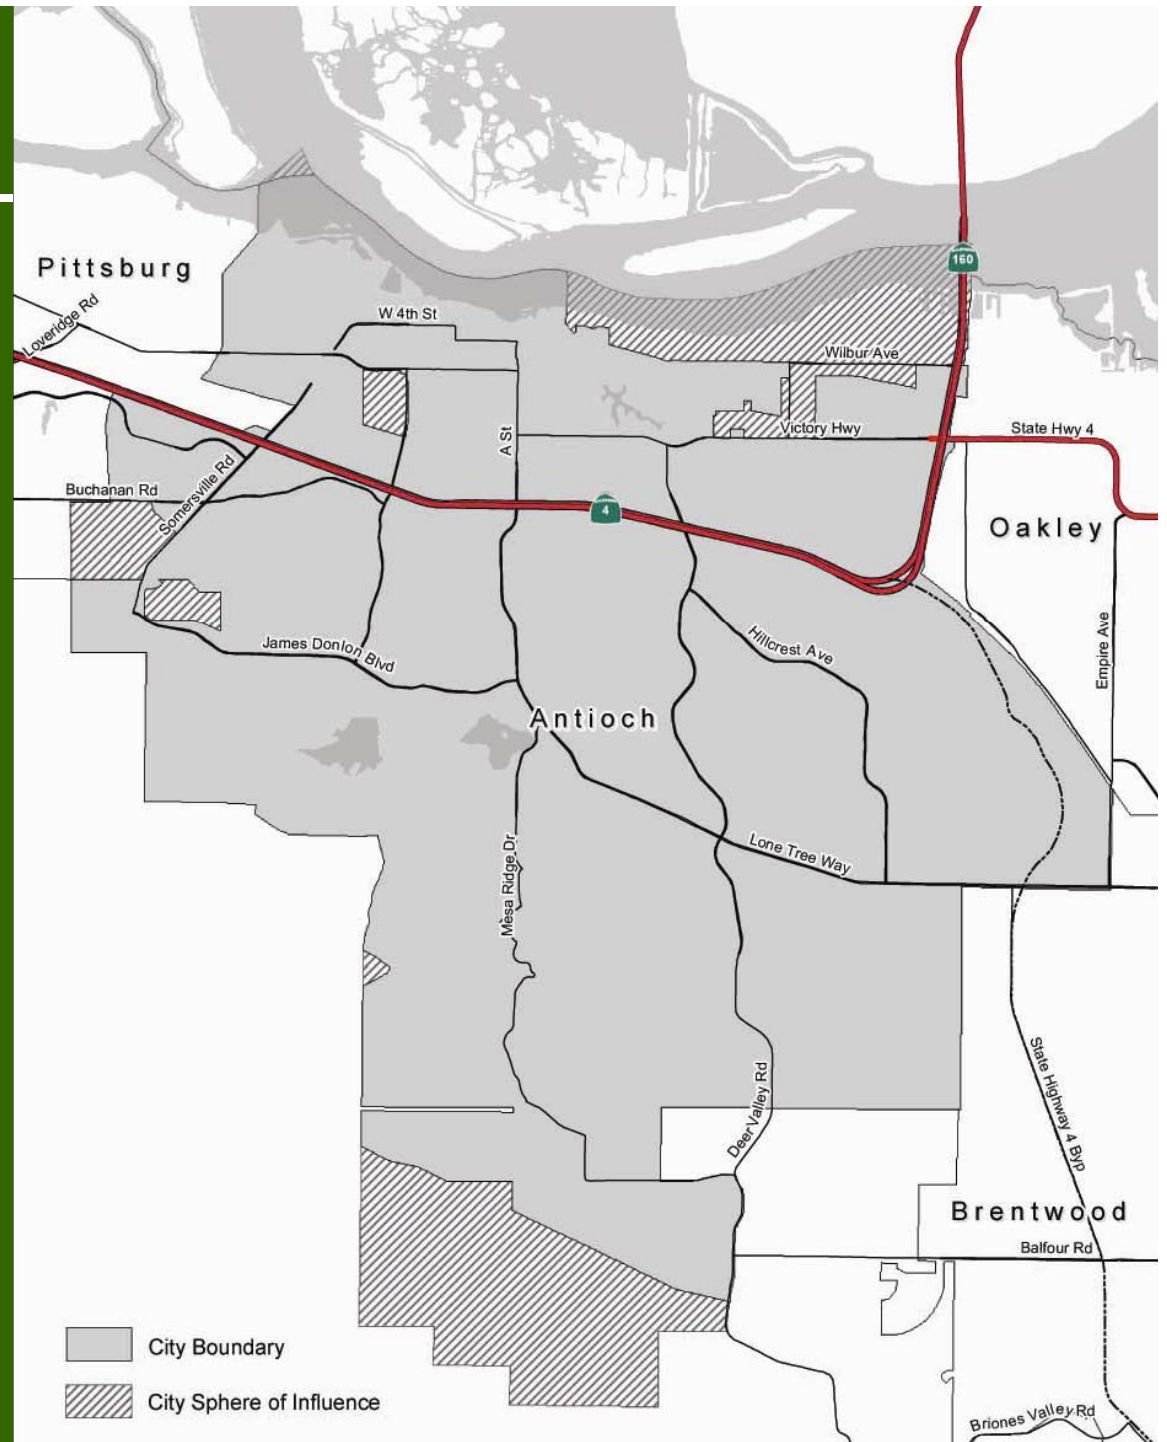 160
Pittsburg
Loveridge Rd
W 4th St
Wilbur Ave
A St
Victory Hwy
State Hwy 4
Somersville Rd
Buchanan Rd
4
Oakley
James Donlon Blvd
Hillcrest Ave
Empire Ave
Antioch
Mesa Ridge Dr
Lone Tree Way
Deer Valley Rd
State Highway 4 Byp
Brentwood
Balfour Rd
City Boundary
City Sphere of Influence
Briones Valley Rd